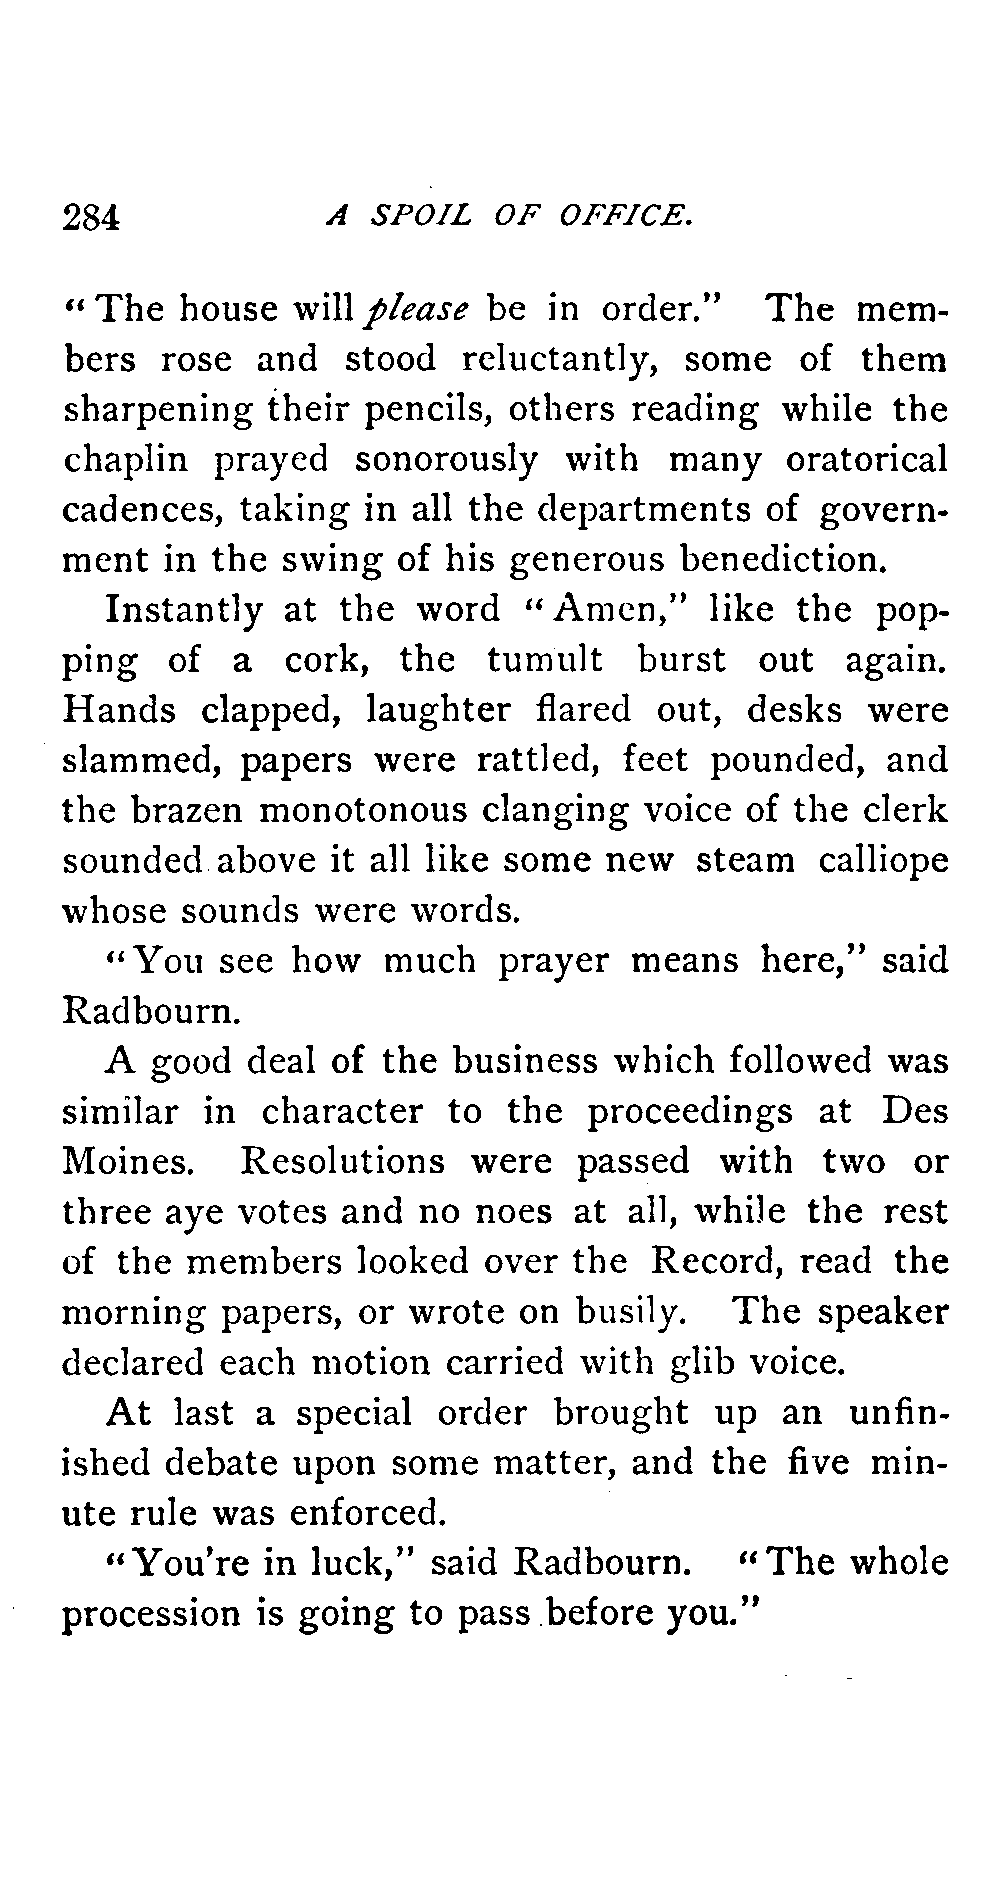 284 A SPOIL OF OFFICE.
“The house will please be in order.” The mem-
bers rose and stood reluctantly, some of them
sharpening their pencils, others reading while the
chaplin prayed sonorously with many oratorical
cadences, taking in all the departments of govern-
ment in the swing of his generous benediction.
Instantly at the word “Amen,” like the pop-
ping of a cork, the tumult burst out again.
Hands clapped, laughter flared out, desks were
slammed, papers were rattled, feet pounded, and
the brazen monotonous clanging voice of the clerk
sounded above it all like some new steam calliope
whose sounds were words.
“You see how much prayer means here,” said
Radbourn.
A good deal of the business which followed was
similar in character to the proceedings at Des
Moines. Resolutions were passed with two or
three aye votes and no noes at all, while the rest
of the members looked over the Record, read the
morning papers, or wrote on busily. The speaker
declared each motion carried with glib voice.
At last a special order brought up an unfin-
ished debate upon some matter, and the five min-
ute rule was enforced.
“You’re in luck,” said Radbourn. “The whole
procession is going to pass before you.”